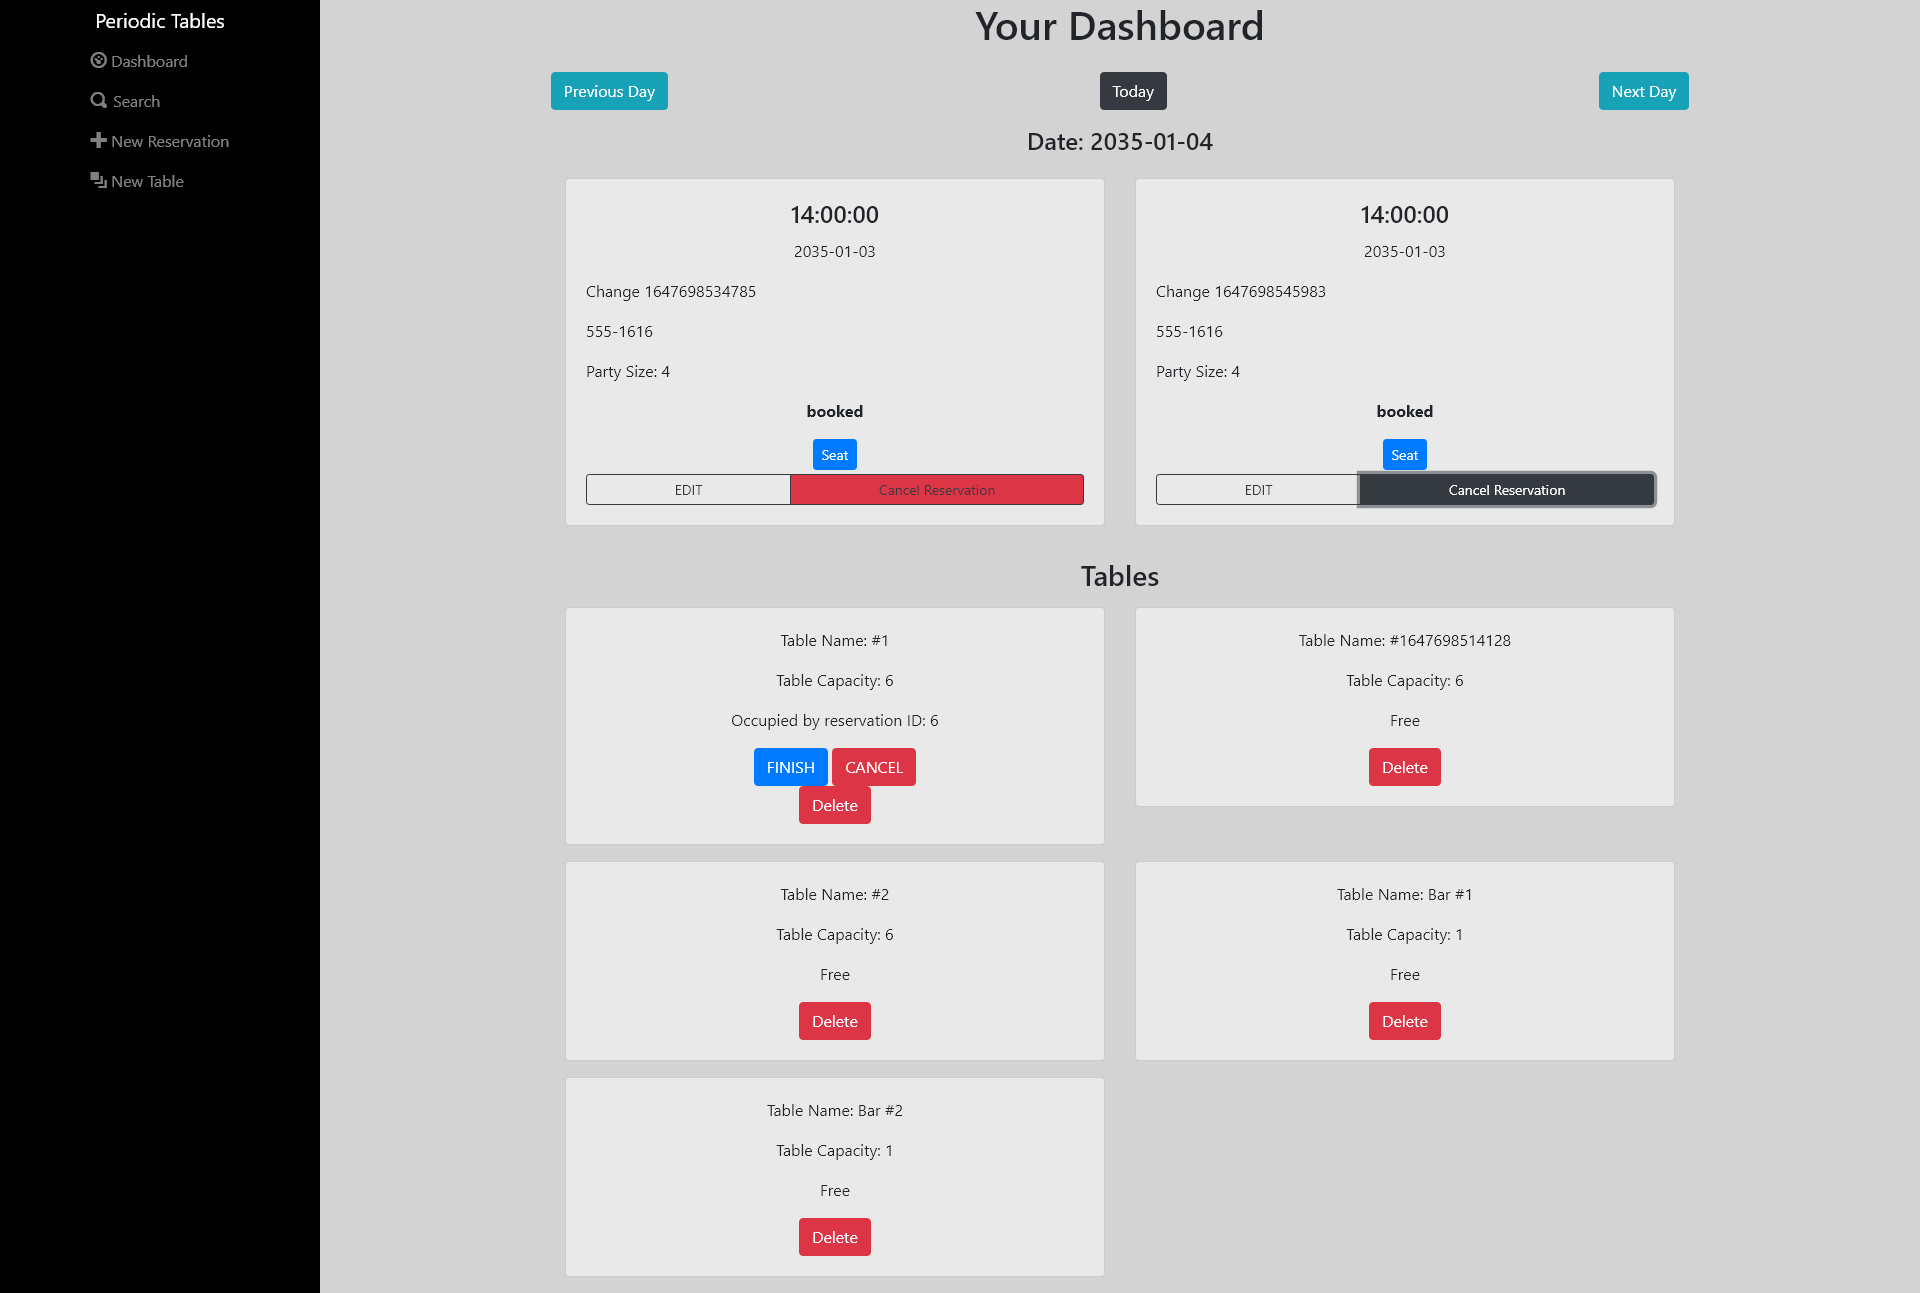 Periodic Tables
Dashboard
Search
New Reservation
New Table
Your Dashboard
Previous Day
Today
Next Day
Date: 2035-01-04
14:00:00
2035-01-03
Change 1647698534785
555-1616
Party Size: 4
booked
Seat
EDIT
Cancel Reservation
14:00:00
2035-01-03
Change 1647698545983
555-1616
Party Size: 4
booked
Seat
EDIT
Cancel Reservation
Tables
Table Name: #1
Table Capacity: 6
Occupied by reservation ID: 6
FINISH
CANCEL
Delete
Table Name: #1647698514128
Table Capacity: 6
Free
Delete
Table Name: #2
Table Capacity: 6
Free
Delete
Table Name: Bar #1
Table Capacity: 1
Free
Delete
Table Name: Bar #2
Table Capacity: 1
Free
Delete